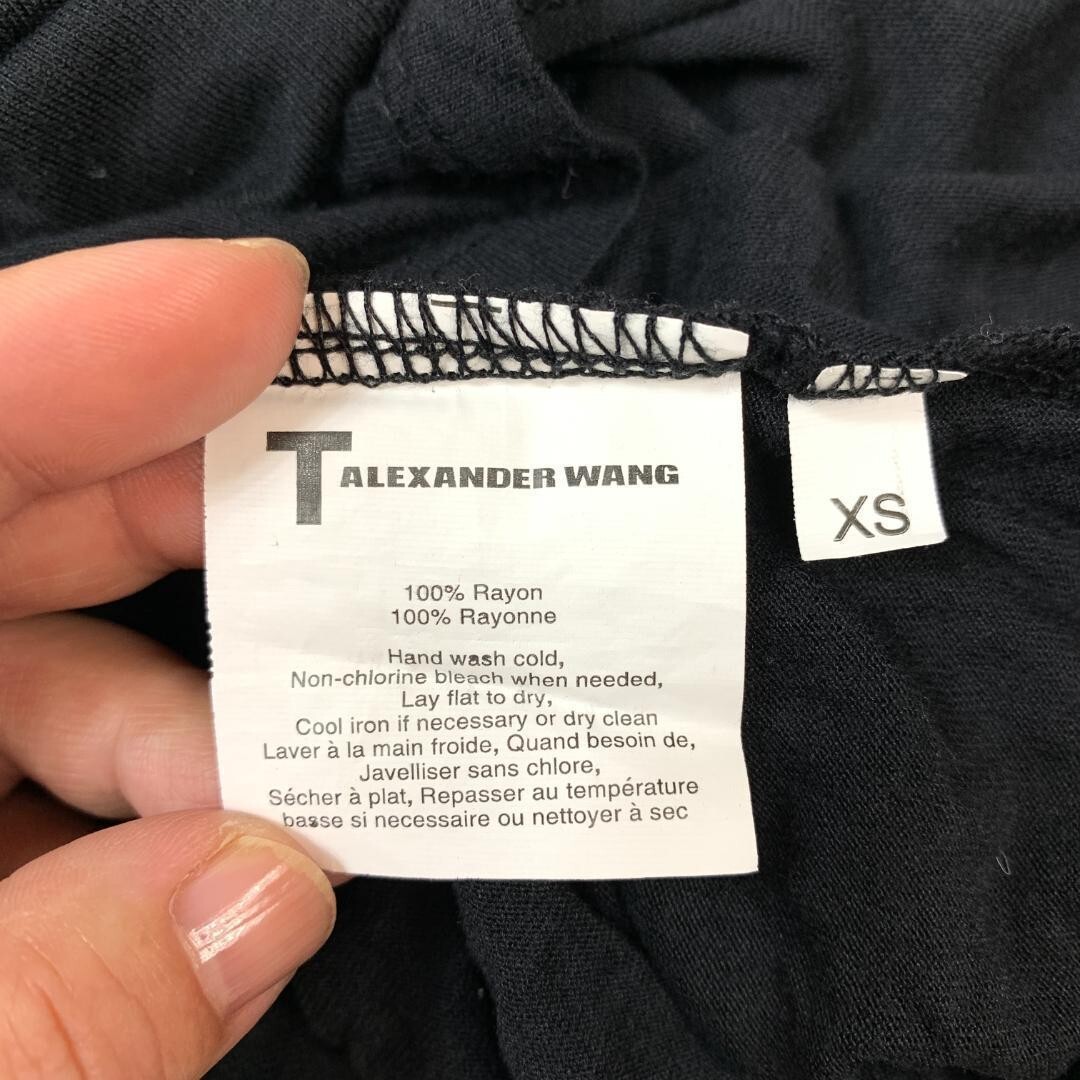 T ALEXANDER WANG
XS
100% Rayon
100% Rayonne
Hand wash cold,
Non-chlorine bleach when needed,
Lay flat to dry,
Cool iron if necessary or dry clean
Laver à la main froide, Quand besoin de,
Javelliser sans chlore,
Sécher à plat, Repasser au température
basse si necessaire ou nettoyer à sec